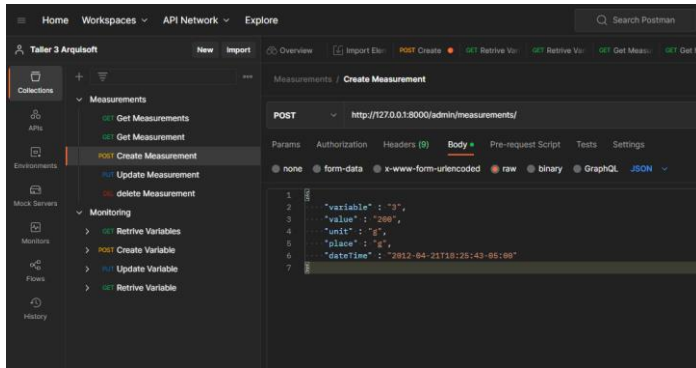 Home Workspaces API Network Explore Search Postman
Taller 3 Arquisoft New Import Overview Import Elen POST Create GET Retrive Vari GET Retrive Var GET Get Measu GET Get
Collections
APIs
Environments
Mock Servers
Monitors
Flows
History
Measurements
GET Get Measurements
GET Get Measurement
POST Create Measurement
PUT Update Measurement
DEL delete Measurement
Monitoring
GET Retrive Variables
POST Create Variable
PUT Update Variable
GET Retrive Variable
Measurements / Create Measurement
POST http://127.0.0.1:8000/admin/measurements/
Params Authorization Headers (9) Body Pre-request Script Tests Settings
none form-data x-www-form-urlencoded raw binary GraphQL JSON
1 {
2 "variable" : "3",
3 "value" : "200",
4 "unit" : "g",
5 "place" : "g",
6 "dateTime" : "2012-04-21T18:25:43-05:00"
7 }